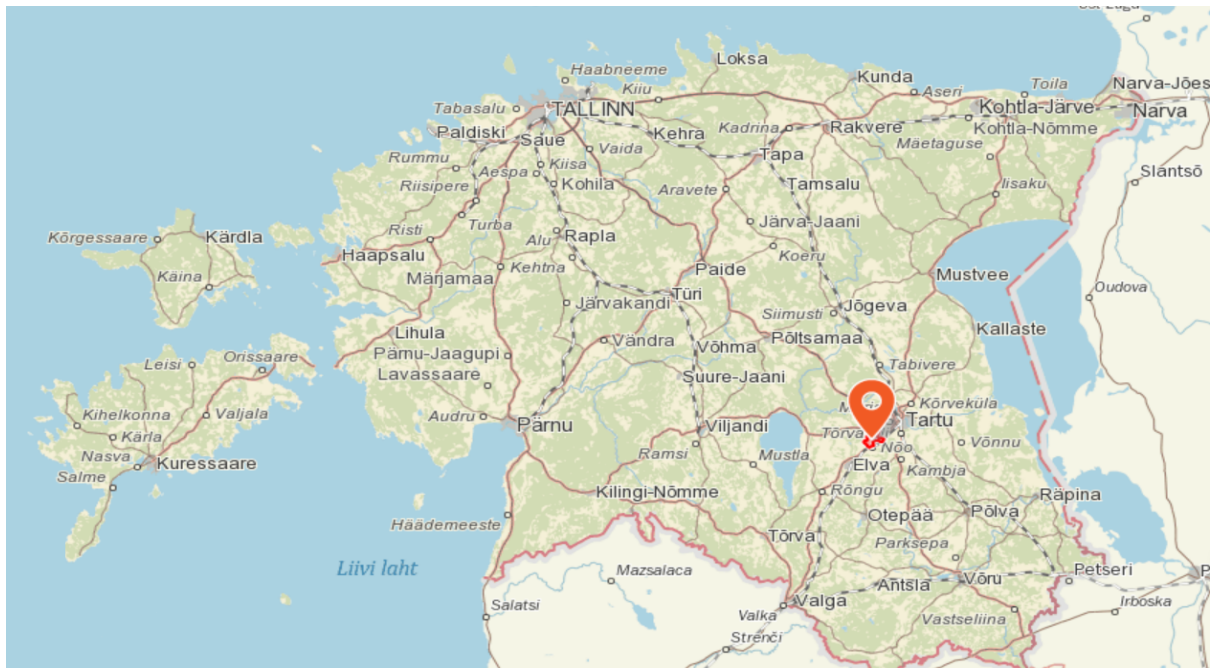 Loksa
Haabneeme
Kunda
Kiiu
Aseri
Toila
Narva-Jões
Tabasalu
TALLINN
Kohtla-Järve
Narva
Paldiski
Saue
Kehra
Kadrina
Rakvere
Kohtla-Nõmme
Vaida
Mäetaguse
Rummu
Kiisa
Tapa
Aespa
Slantsõ
Riisipere
Kohila
Aravete
Tamsalu
Iisaku
Turba
Järva-Jaani
Kõrgessaare
Kärdla
Risti
Alu
Rapla
Haapsalu
Koeru
Käina
Märjamaa
Kehtna
Paide
Mustvee
Oudova
Türi
Järvakandi
Jõgeva
Siimusti
Kallaste
Lihula
Vändra
Võhma
Põltsamaa
Leisi
Orissaare
Pärnu-Jaagupi
Tabivere
Lavassaare
Suure-Jaani
Kihelkonna
Valjala
Audru
Kõrveküla
Pärnu
Viljandi
Tartu
Kärla
Võnnu
Nõo
Nasva
Kuressaare
Ramsi
Mustla
Elva
Kambja
Salme
Kilingi-Nõmme
Rõngu
Räpina
Häädemeeste
Otepää
Põlva
Tõrva
Parksepa
Liivi laht
Mazsalaca
Petseri
Antsla
Võru
Salatsi
Valga
Valka
Irboska
Vastseliina
Strenči